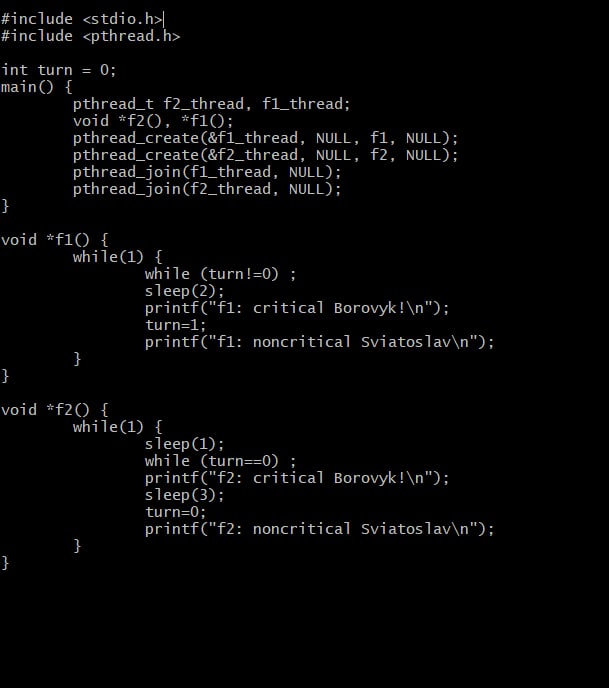 #include <stdio.h>
#include <pthread.h>

int turn = 0;
main() {
        pthread_t f2_thread, f1_thread;
        void *f2(), *f1();
        pthread_create(&f1_thread, NULL, f1, NULL);
        pthread_create(&f2_thread, NULL, f2, NULL);
        pthread_join(f1_thread, NULL);
        pthread_join(f2_thread, NULL);
}

void *f1() {
        while(1) {
                while (turn!=0) ;
                sleep(2);
                printf("f1: critical Borovyk!\n");
                turn=1;
                printf("f1: noncritical Sviatoslav\n");
        }
}

void *f2() {
        while(1) {
                sleep(1);
                while (turn==0) ;
                printf("f2: critical Borovyk!\n");
                sleep(3);
                turn=0;
                printf("f2: noncritical Sviatoslav\n");
        }
}